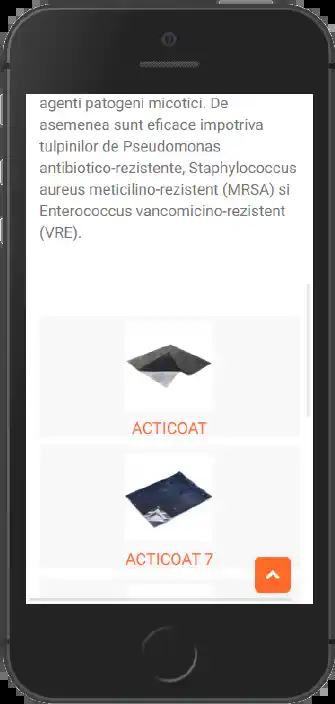 agenti patogeni micotici. De
asemenea sunt eficace impotriva
tulpinilor de Pseudomonas
antibiotico-rezistente, Staphylococcus
aureus meticilino-rezistent (MRSA) si
Enterococcus vancomicino-rezistent
(VRE).
ACTICOAT
ACTICOAT 7